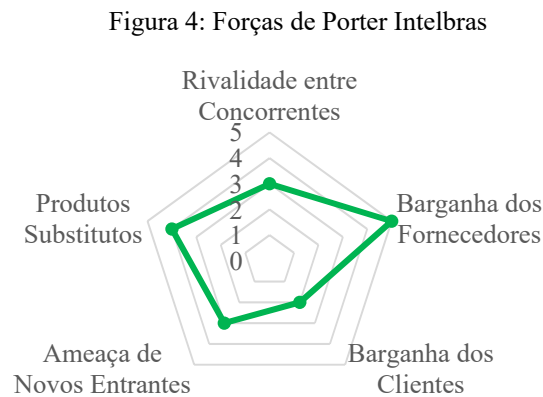 Figura 4: Forças de Porter Intelbras
Rivalidade entre
Concorrentes
5
4
3
2
1
0
Barganha dos
Fornecedores
Barganha dos
Clientes
Ameaça de
Novos Entrantes
Produtos
Substitutos